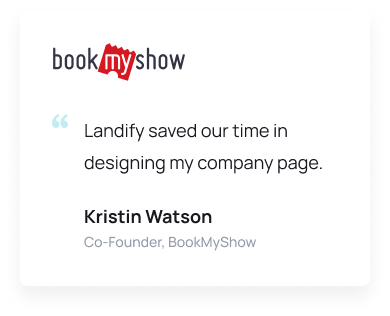 bookmyshow
“
Landify saved our time in
designing my company page.
Kristin Watson
Co-Founder, BookMyShow